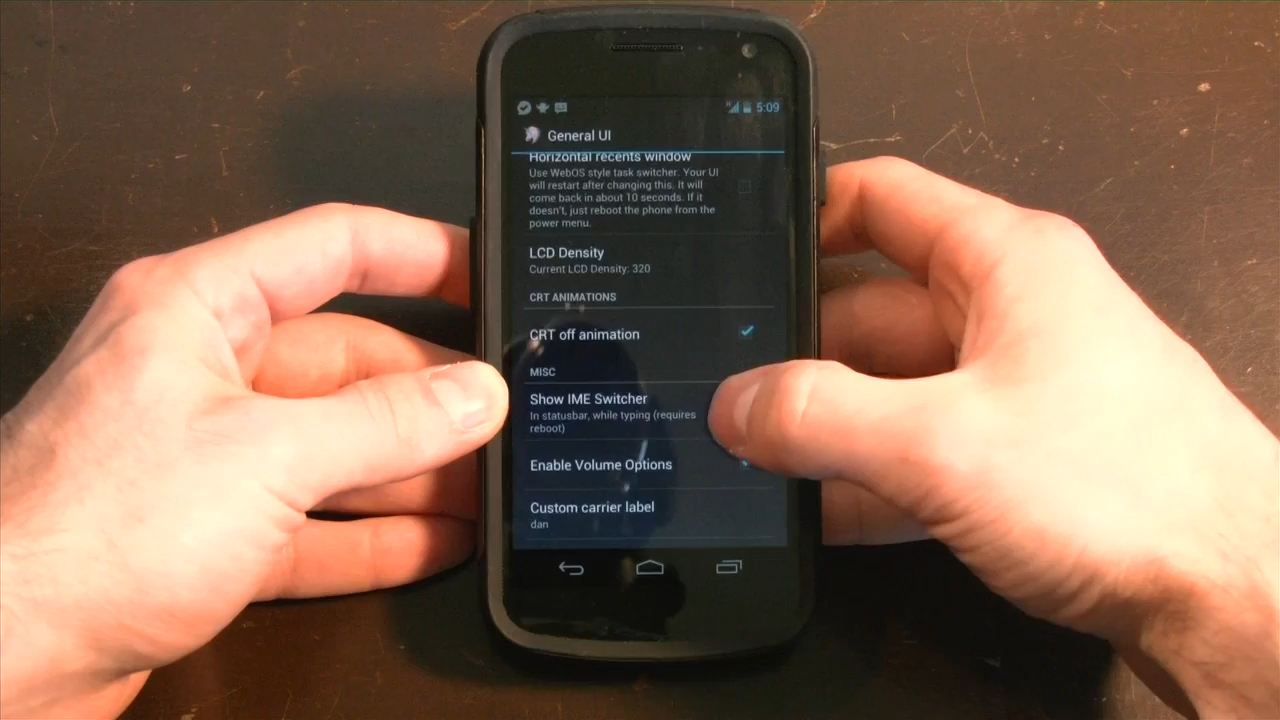 5:09
General UI
Horizontal recents window
Use WebOS style task switcher. Your UI
will restart after changing this. It will
come back in about 10 seconds. If it
doesn't, just reboot the phone from the
power menu.
LCD Density
Current LCD Density: 320
CRT ANIMATIONS
CRT off animation
MISC
Show IME Switcher
In statusbar, while typing (requires
reboot)
Enable Volume Options
Custom carrier label
dan